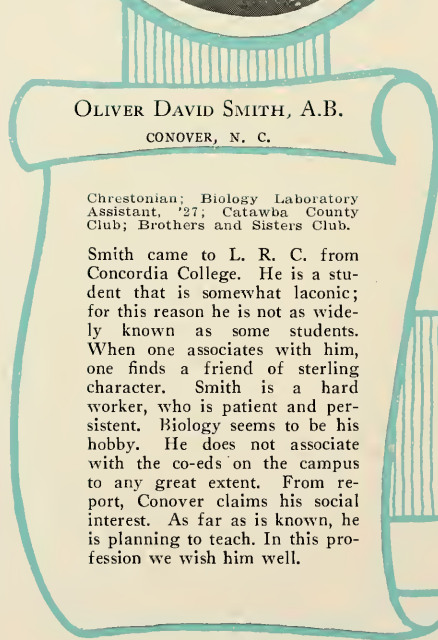 OLIVER DAVID SMITH, A.B.
CONOVER, N. C.
Chrestonian; Biology Laboratory
Assistant, '27; Catawba County
Club; Brothers and Sisters Club.
Smith came to L. R. C. from
Concordia College. He is a stu-
dent that is somewhat laconic;
for this reason he is not as wide-
ly known as some students.
When one associates with him,
one finds a friend of sterling
character. Smith is a hard
worker, who is patient and per-
sistent. Biology seems to be his
hobby. He does not associate
with the co-eds on the campus
to any great extent. From re-
port, Conover claims his social
interest. As far as is known, he
is planning to teach. In this pro-
fession we wish him well.